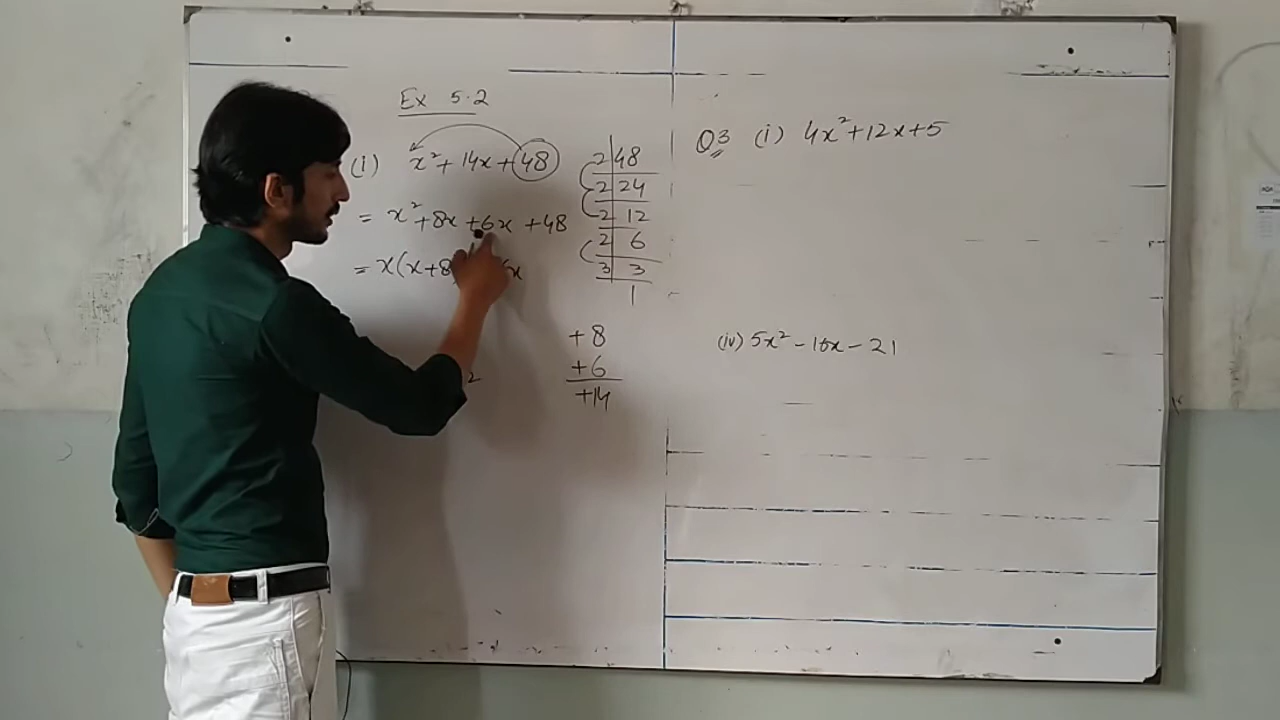 Ex 5.2
(i) x² + 14x + 48
= x² + 8x + 6x + 48
= x(x+8 x
2 48
2 24
2 12
2 6
3 3
1
+8
+6
+14
2
Q3 (i) 4x² + 12x + 5
(iv) 5x² - 16x - 21